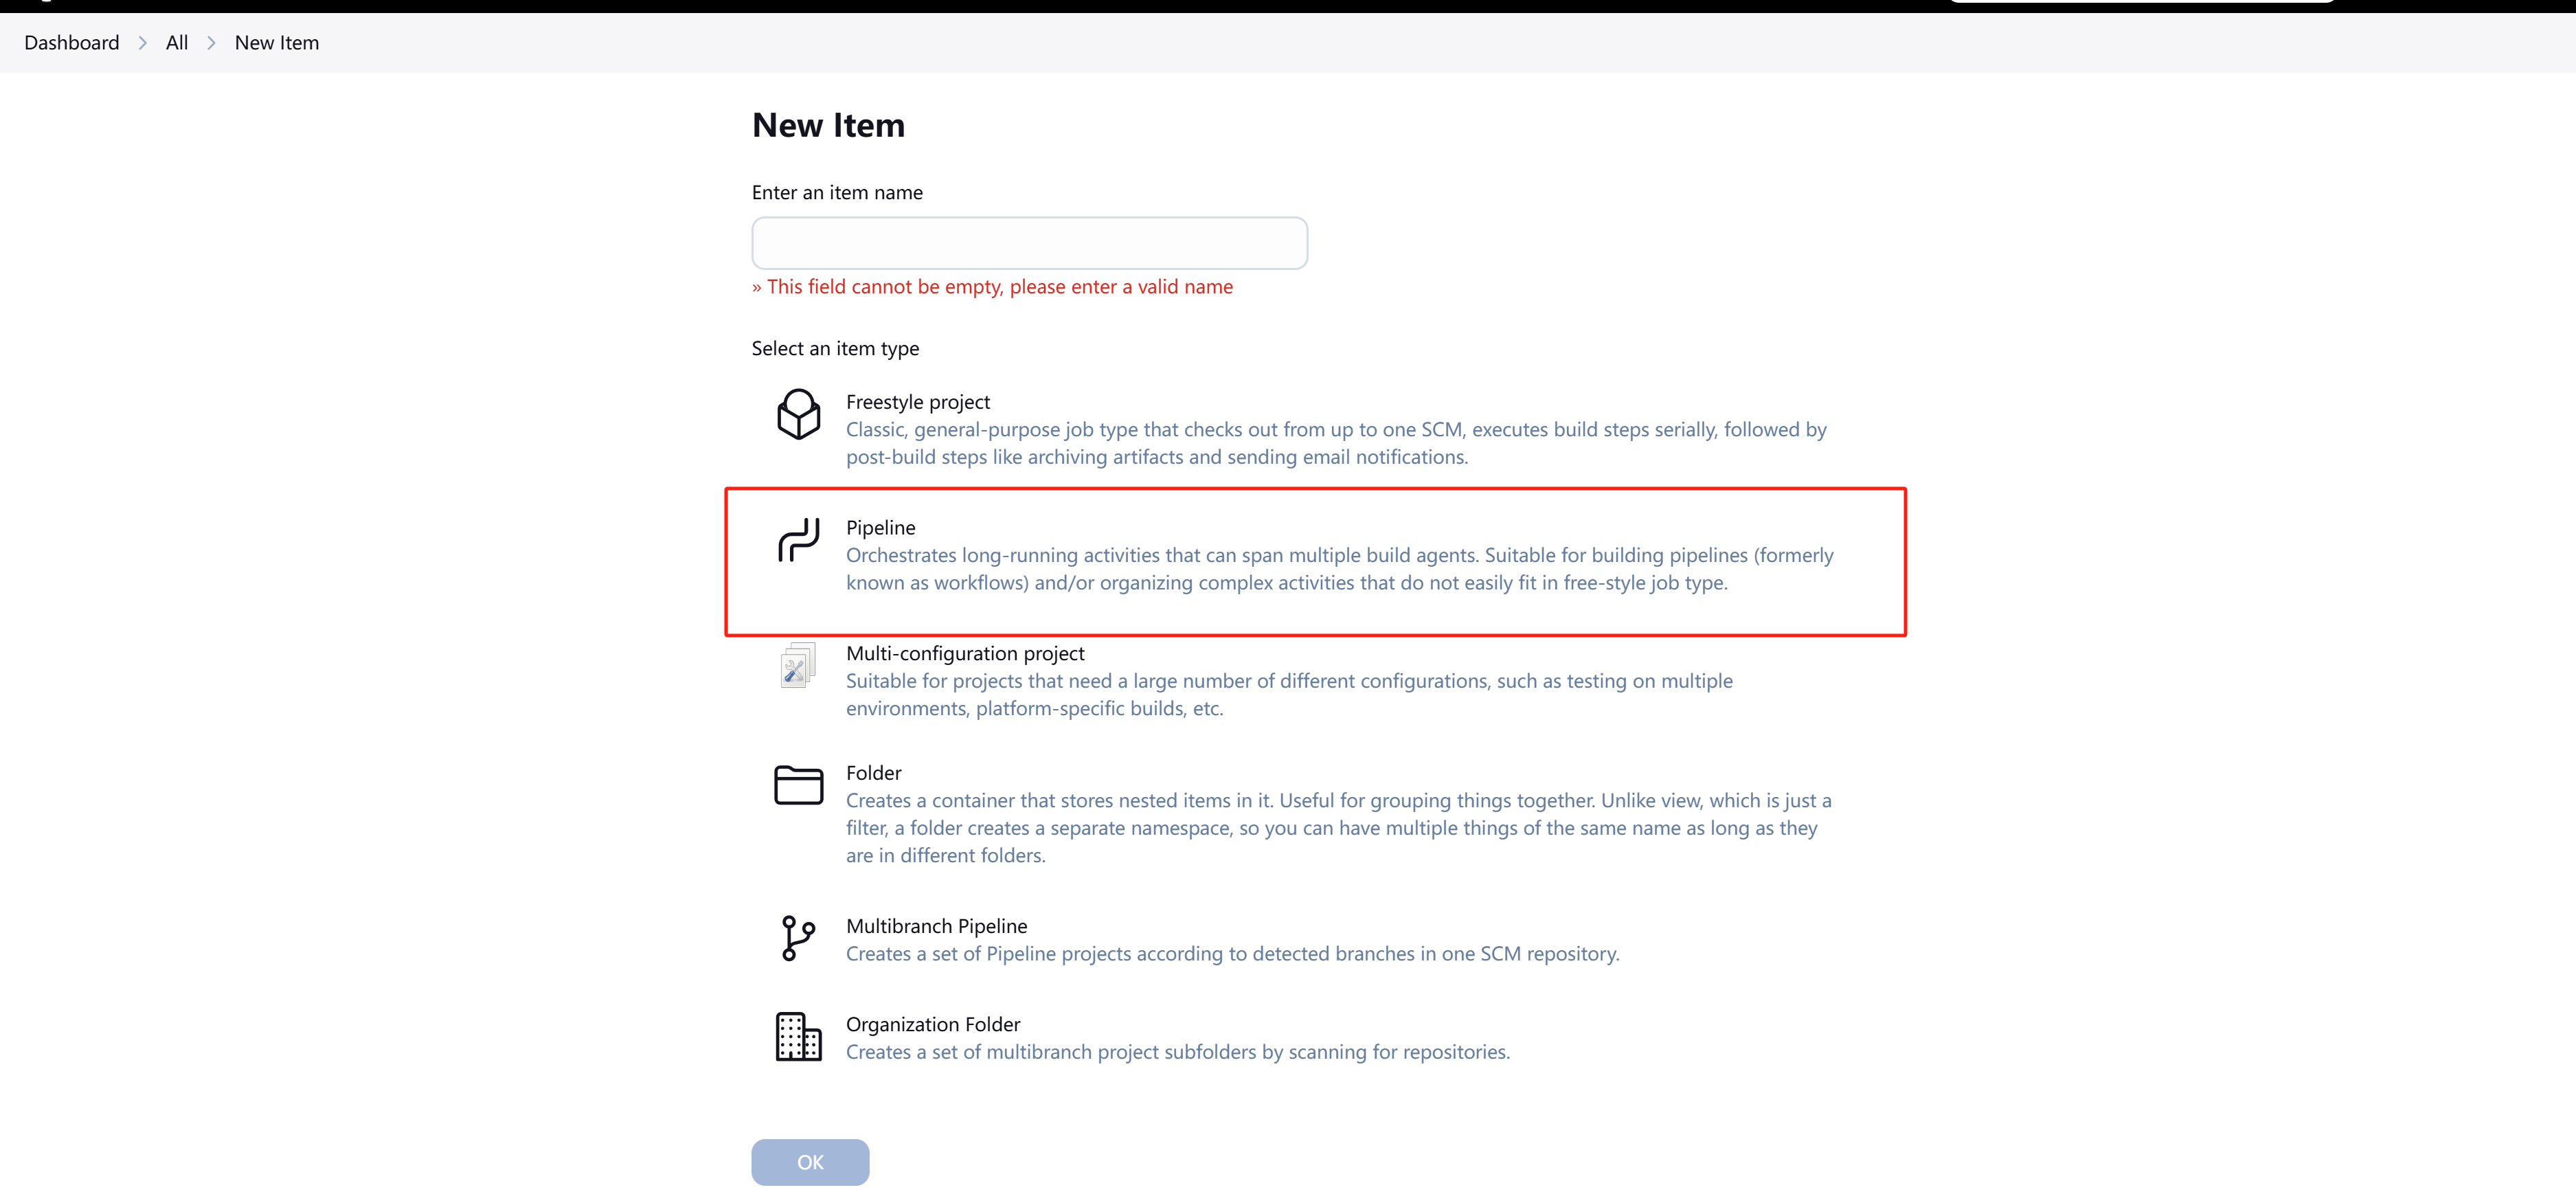 Dashboard > All > New Item
New Item
Enter an item name
» This field cannot be empty, please enter a valid name
Select an item type
Freestyle project
Classic, general-purpose job type that checks out from up to one SCM, executes build steps serially, followed by
post-build steps like archiving artifacts and sending email notifications.
Pipeline
Orchestrates long-running activities that can span multiple build agents. Suitable for building pipelines (formerly
known as workflows) and/or organizing complex activities that do not easily fit in free-style job type.
Multi-configuration project
Suitable for projects that need a large number of different configurations, such as testing on multiple
environments, platform-specific builds, etc.
Folder
Creates a container that stores nested items in it. Useful for grouping things together. Unlike view, which is just a
filter, a folder creates a separate namespace, so you can have multiple things of the same name as long as they
are in different folders.
Multibranch Pipeline
Creates a set of Pipeline projects according to detected branches in one SCM repository.
Organization Folder
Creates a set of multibranch project subfolders by scanning for repositories.
OK